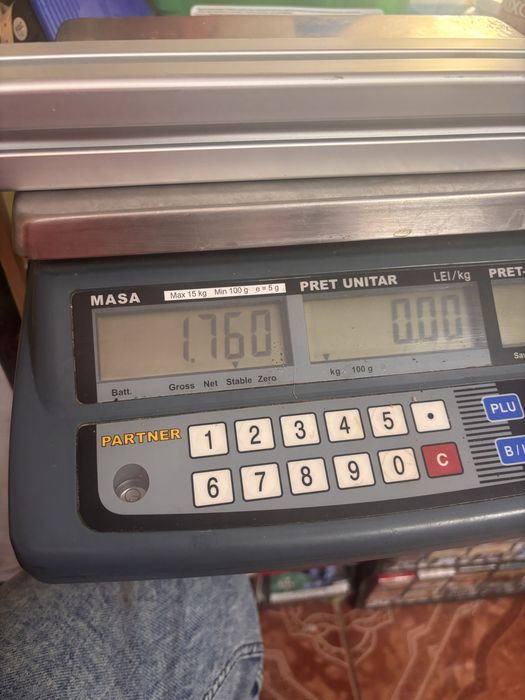 MASA
Max 15 kg Min 100 g e = 5 g
PRET UNITAR
LEI/kg
PRET
1.760
0.00
Batt.
Gross Net Stable Zero
kg 100 g
PARTNER
1 2 3 4 5 •
PLU
6 7 8 9 0 C
B/